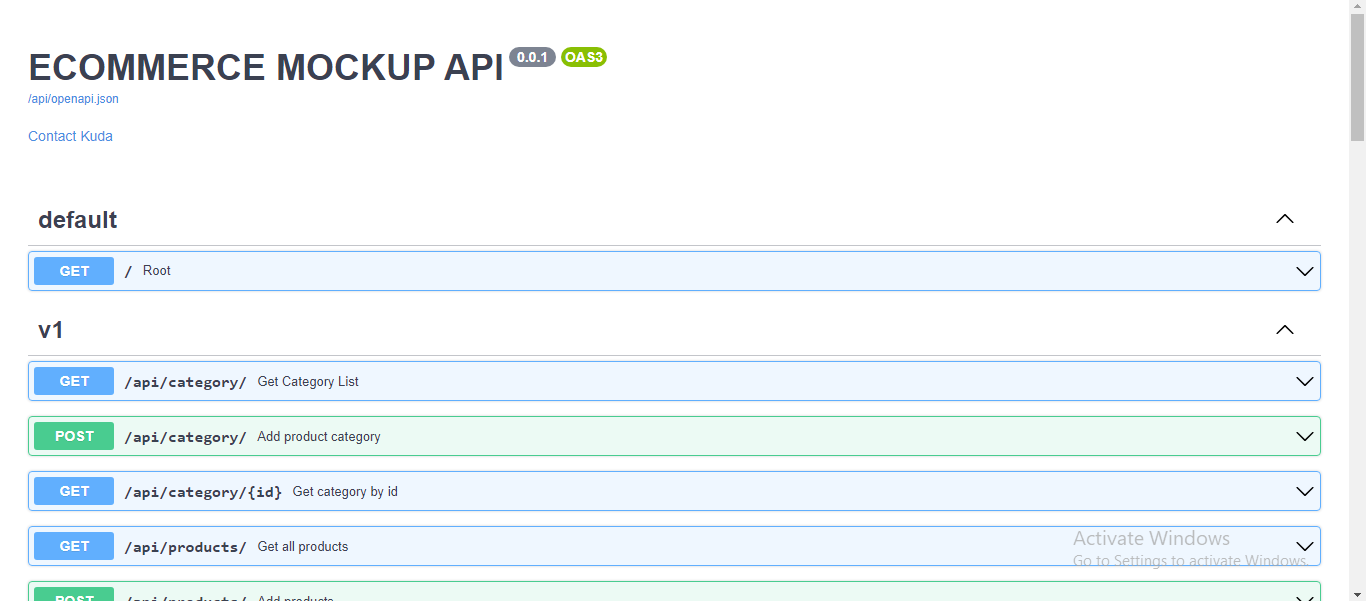 ECOMMERCE MOCKUP API 0.0.1 OAS3
/api/openapi.json
Contact Kuda
default
GET / Root
v1
GET /api/category/ Get Category List
POST /api/category/ Add product category
GET /api/category/{id} Get category by id
GET /api/products/ Get all products
Activate Windows
Go to Settings to activate Windows.
POST /api/products/ Add products